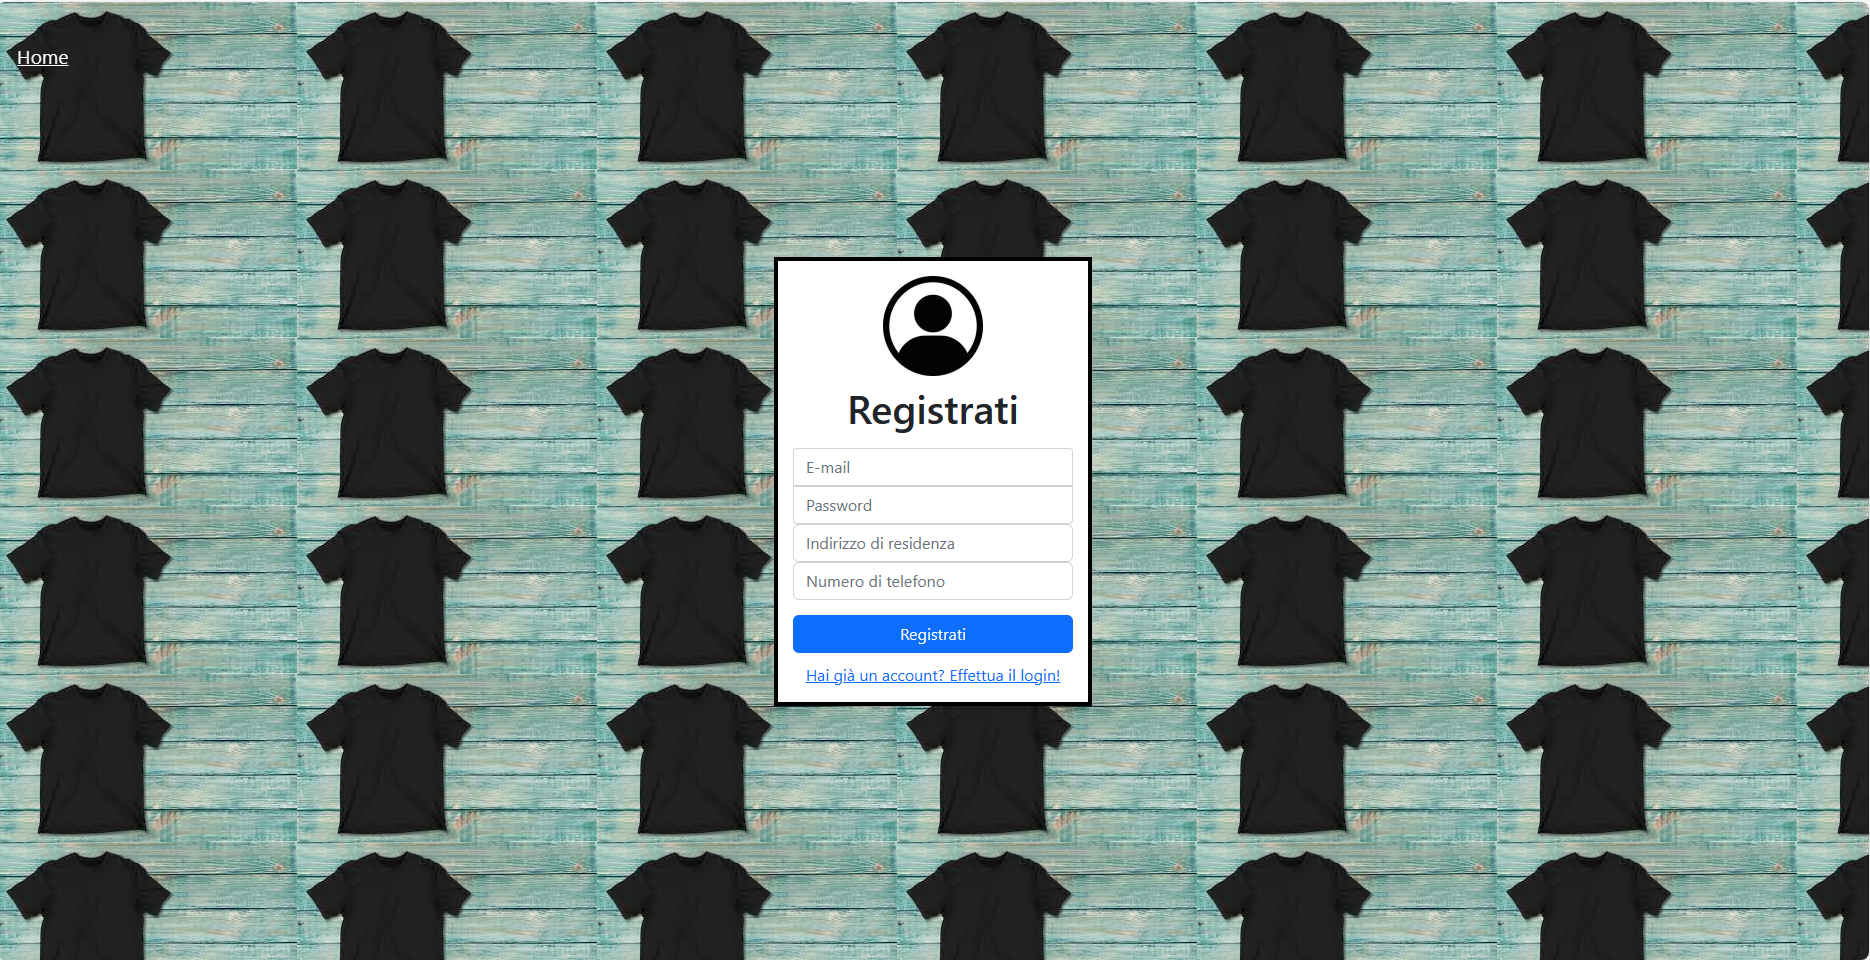 Home
Registrati
E-mail
Password
Indirizzo di residenza
Numero di telefono
Registrati
Hai già un account? Effettua il login!